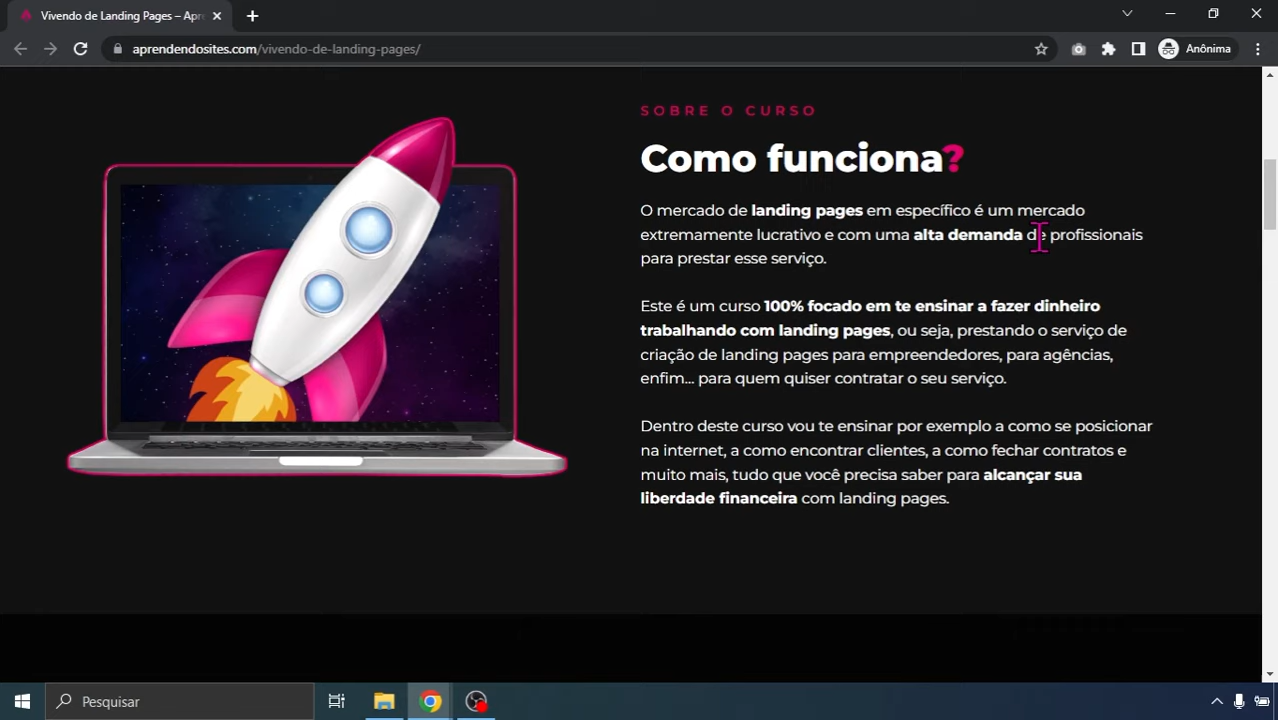 Vivendo de Landing Pages – Apre
aprendendosites.com/vivendo-de-landing-pages/
Anônima
SOBRE O CURSO
Como funciona?
O mercado de landing pages em específico é um mercado
extremamente lucrativo e com uma alta demanda de profissionais
para prestar esse serviço.
Este é um curso 100% focado em te ensinar a fazer dinheiro
trabalhando com landing pages, ou seja, prestando o serviço de
criação de landing pages para empreendedores, para agências,
enfim... para quem quiser contratar o seu serviço.
Dentro deste curso vou te ensinar por exemplo a como se posicionar
na internet, a como encontrar clientes, a como fechar contratos e
muito mais, tudo que você precisa saber para alcançar sua
liberdade financeira com landing pages.
Pesquisar